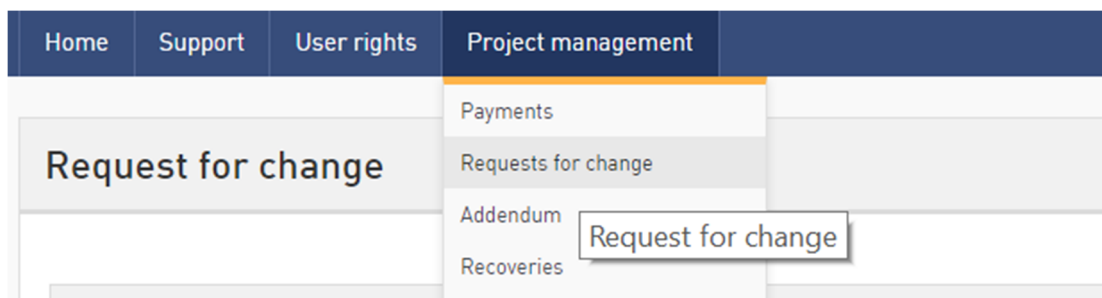 Home Support User rights Project management
Payments
Request for change
Requests for change
Addendum
Request for change
Recoveries